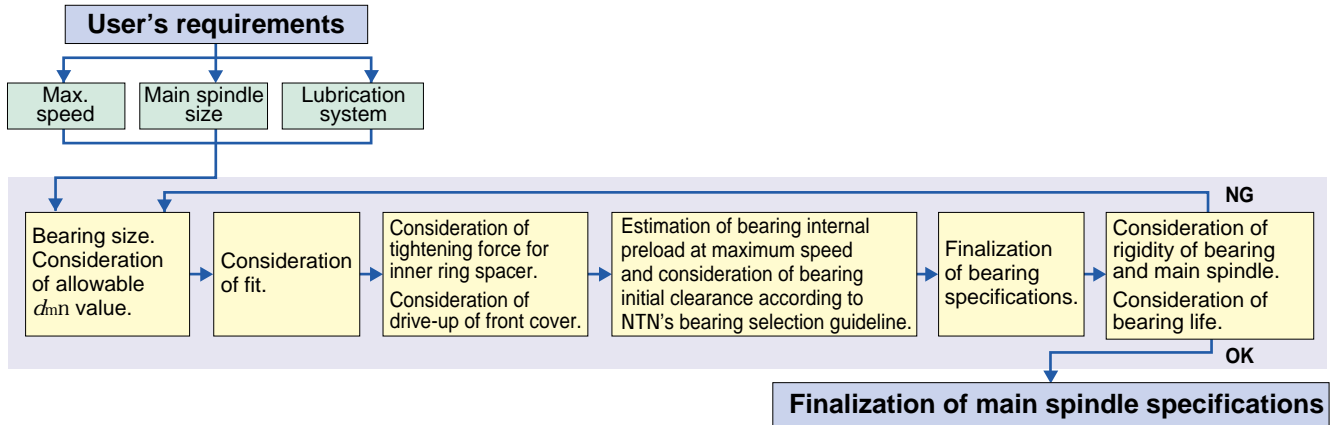 User's requirements
Max.
speed
Main spindle
size
Lubrication
system
NG
Bearing size.
Consideration
of allowable
dmn value.
Consideration
of fit.
Consideration of
tightening force for
inner ring spacer.
Consideration of
drive-up of front cover.
Estimation of bearing internal
preload at maximum speed
and consideration of bearing
initial clearance according to
NTN's bearing selection guideline.
Finalization
of bearing
specifications.
Consideration of
rigidity of bearing
and main spindle.
Consideration of
bearing life.
OK
Finalization of main spindle specifications